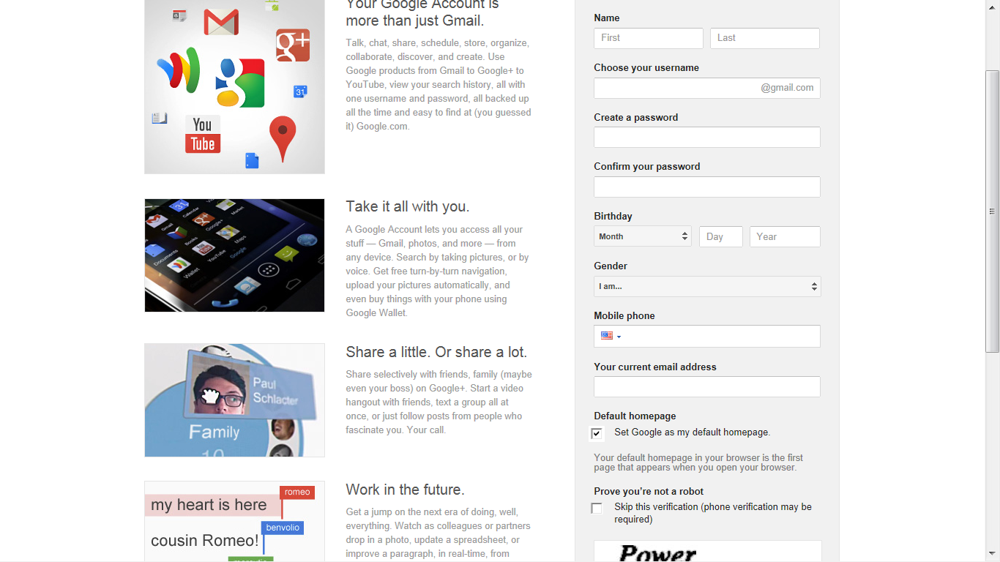 Your Google Account is
more than just Gmail.
Talk, chat, share, schedule, store, organize,
collaborate, discover, and create. Use
Google products from Gmail to Google+ to
YouTube, view your search history, all with
one username and password, all backed up
all the time and easy to find at (you guessed
it) Google.com.
g+
g
31
You
Tube
Take it all with you.
A Google Account lets you access all your
stuff — Gmail, photos, and more — from
any device. Search by taking pictures, or by
voice. Get free turn-by-turn navigation,
upload your pictures automatically, and
even buy things with your phone using
Google Wallet.
31
Calendar
Market
Gmail
g+
Google+
Books
Maps
Documents
YouTube
Google
Wallet
Share a little. Or share a lot.
Share selectively with friends, family (maybe
even your boss) on Google+. Start a video
hangout with friends, text a group all at
once, or just follow posts from people who
fascinate you. Your call.
Paul
Schlacter
Family
10
Work in the future.
Get a jump on the next era of doing, well,
everything. Watch as colleagues or partners
drop in a photo, update a spreadsheet, or
improve a paragraph, in real-time, from
romeo
my heart is here
benvolio
cousin Romeo!
Name
First Last
Choose your username
@gmail.com
Create a password
Confirm your password
Birthday
Month Day Year
Gender
I am...
Mobile phone
Your current email address
Default homepage
Set Google as my default homepage.
Your default homepage in your browser is the first
page that appears when you open your browser.
Prove you’re not a robot
Skip this verification (phone verification may be
required)
Power